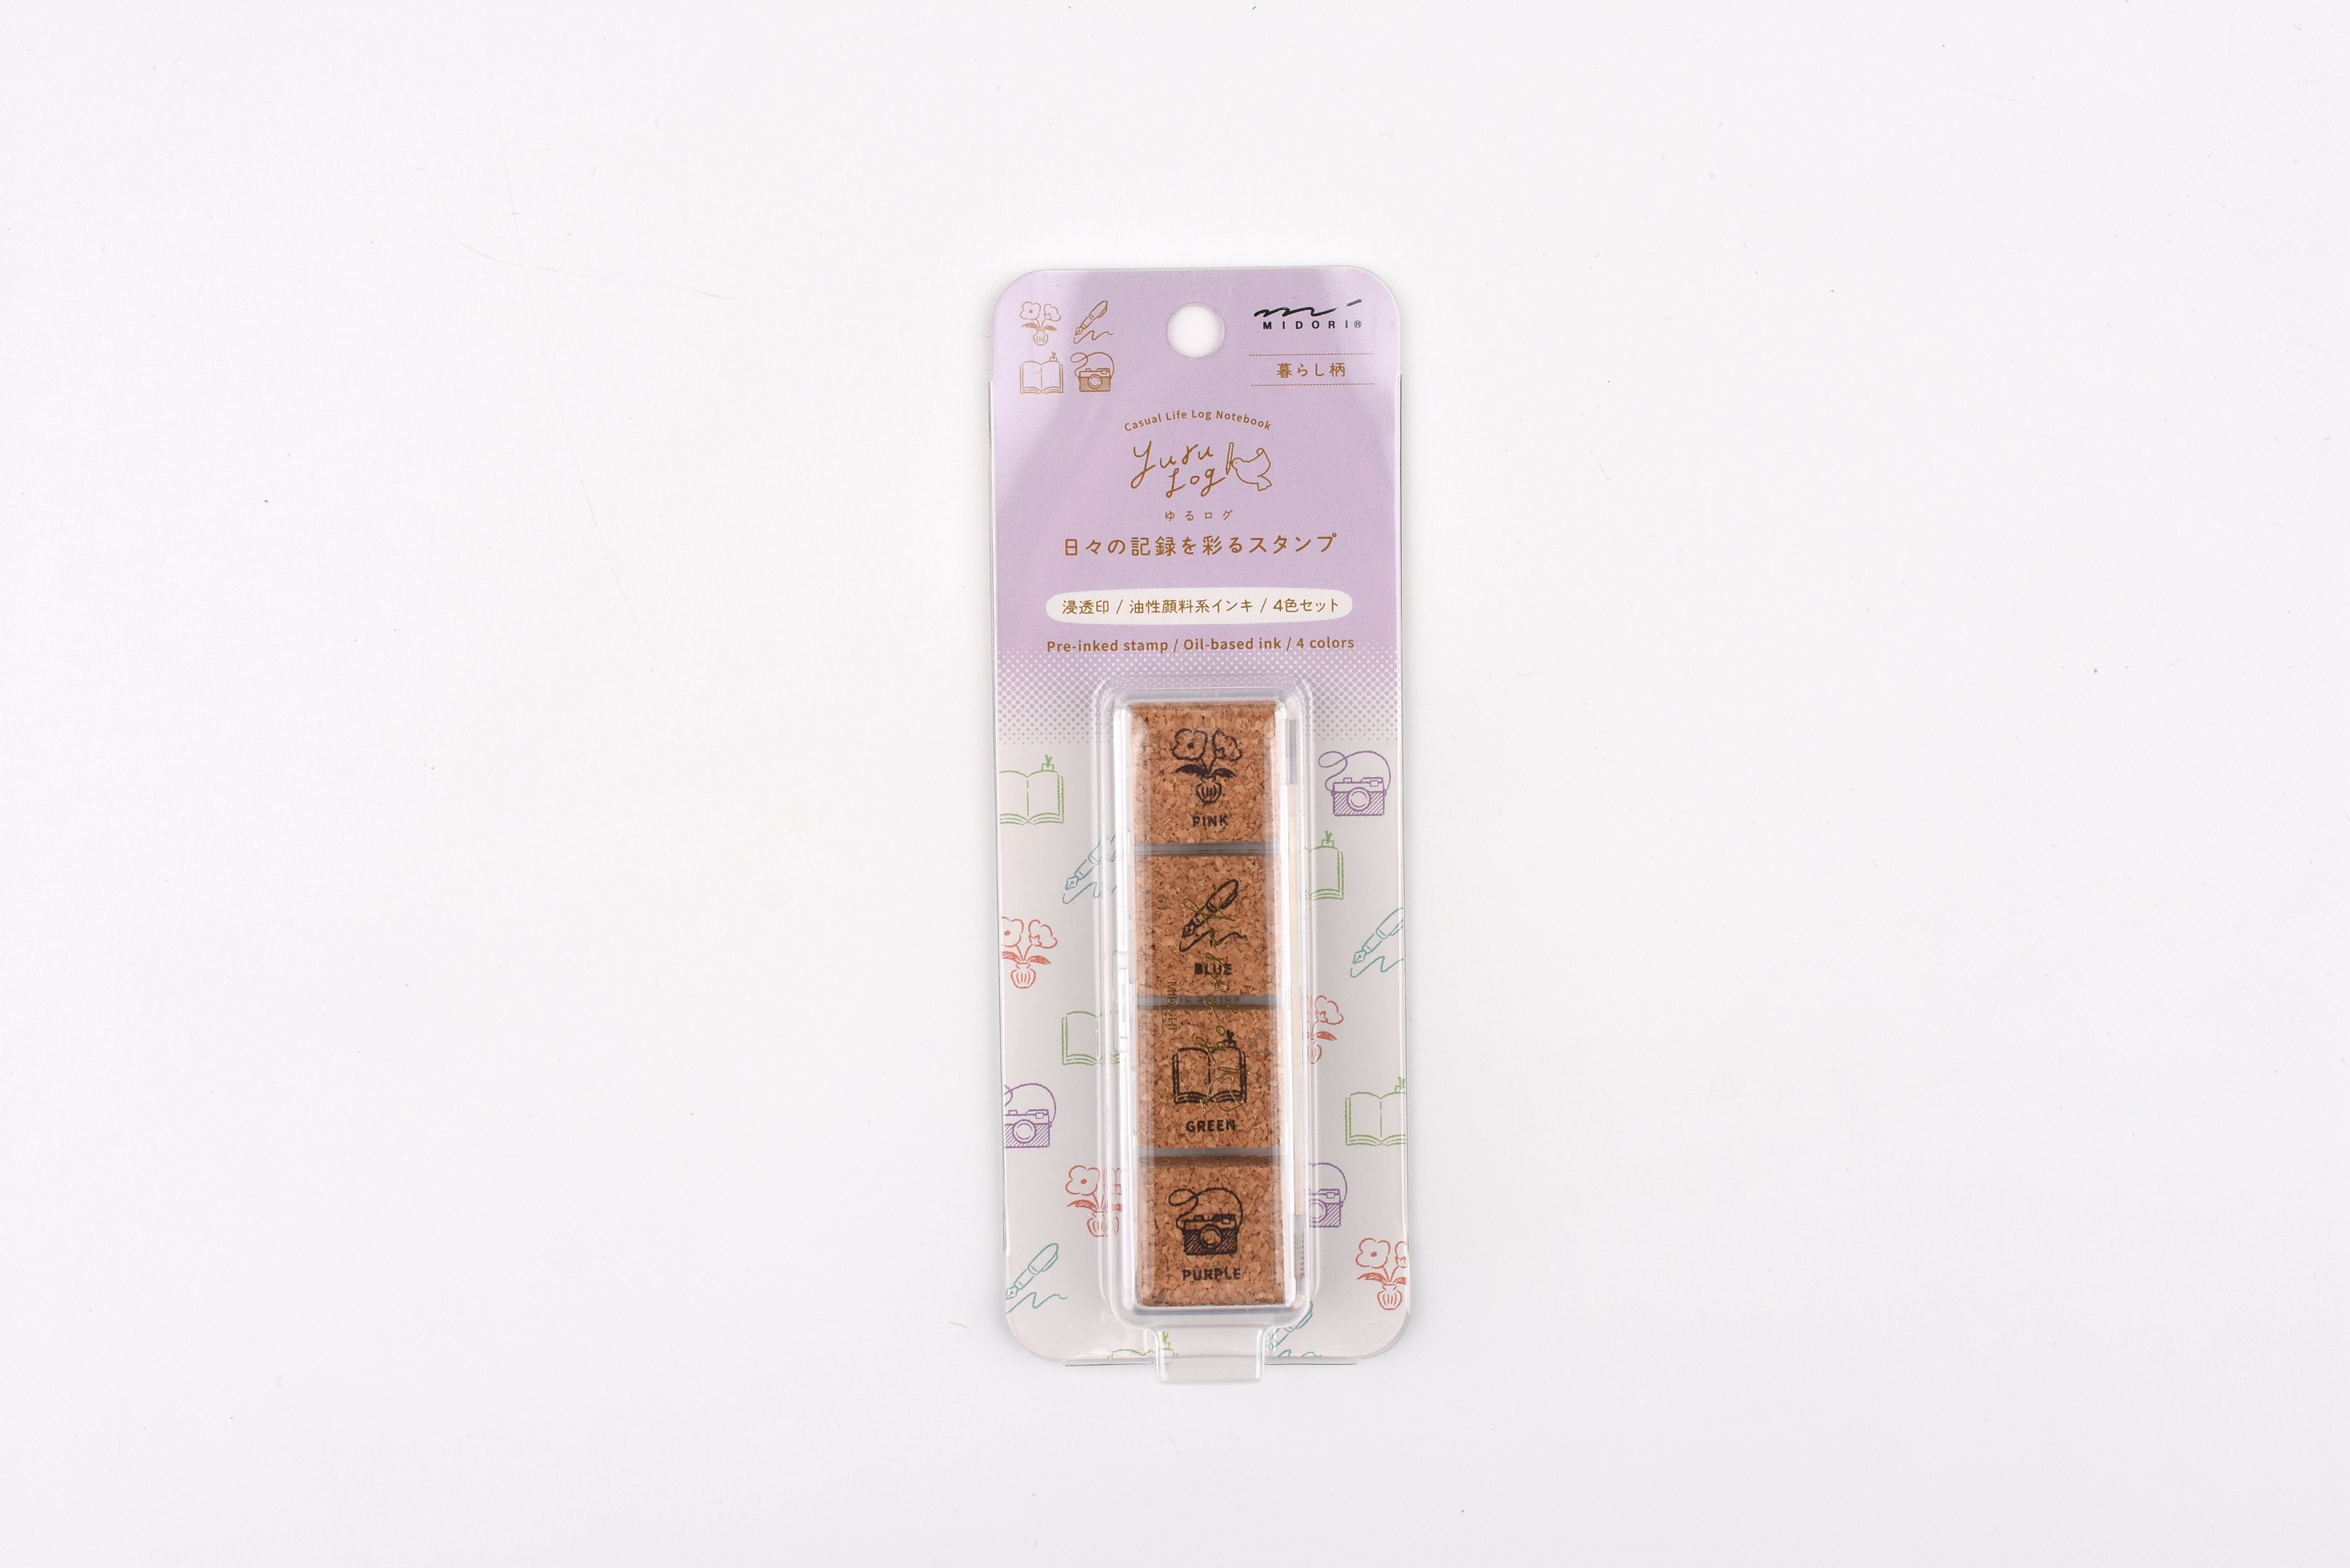 MIDORI®
暮らし柄
Casual Life Log Notebook
yuru
Log
ゆるログ
日々の記録を彩るスタンプ
浸透印 / 油性顔料系インキ / 4色セット
Pre-inked stamp / Oil-based ink / 4 colors
PINK
BLUE
MIDORI
GREEN
PURPLE